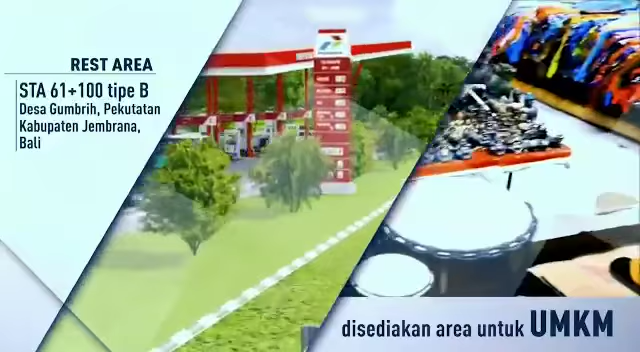 REST AREA
STA 61+100 tipe B
Desa Gumbrih, Pekutatan
Kabupaten Jembrana,
Bali
disediakan area untuk UMKM